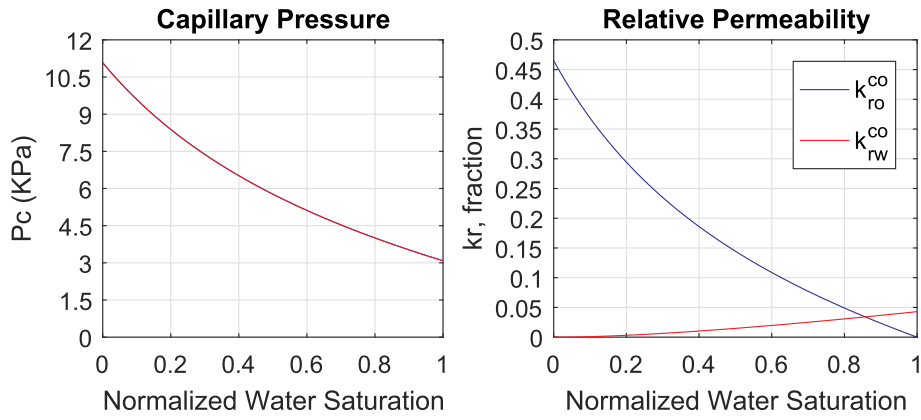 Capillary Pressure
12
10.5
9
7.5
6
4.5
3
1.5
0
Pc (KPa)
0 0.2 0.4 0.6 0.8 1
Normalized Water Saturation
Relative Permeability
0.5
0.45
0.4
0.35
0.3
0.25
0.2
0.15
0.1
0.05
0
kr, fraction
k_ro^co
k_rw^co
0 0.2 0.4 0.6 0.8 1
Normalized Water Saturation